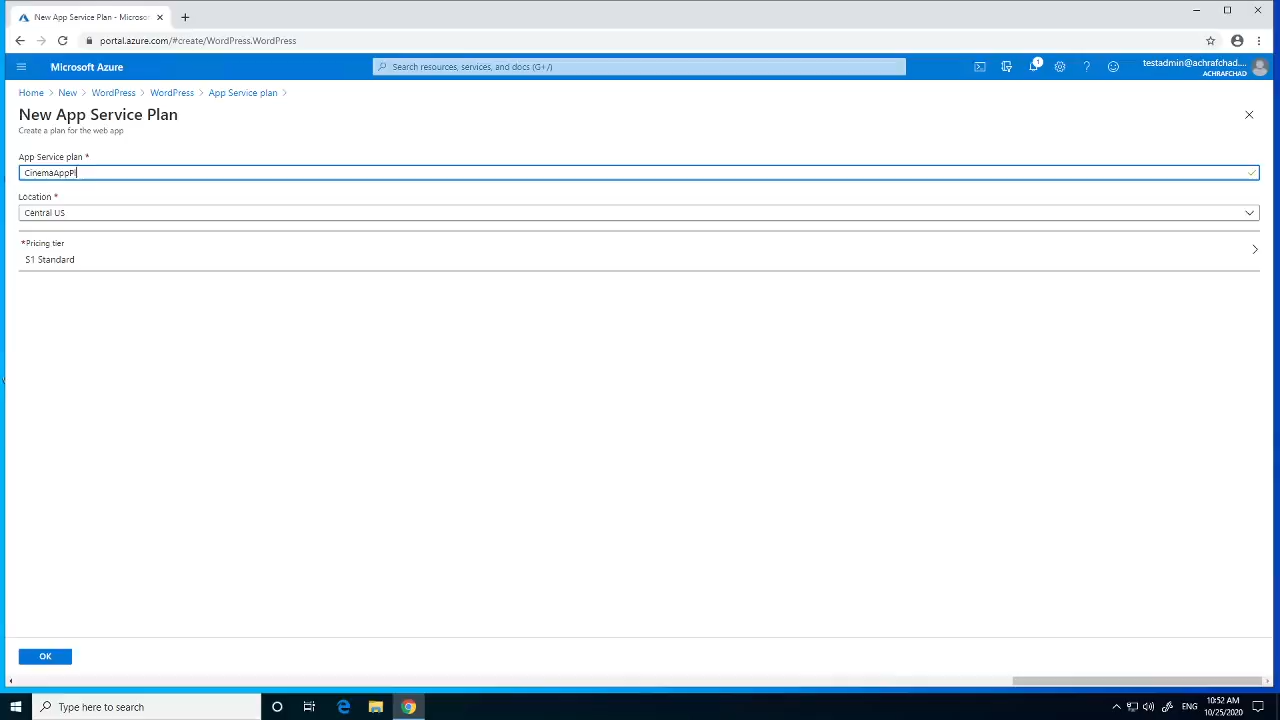 New App Service Plan - Microso
portal.azure.com/#create/WordPress.WordPress
Microsoft Azure
Search resources, services, and docs (G+/)
1
testadmin@achrafchad....
ACHRAFCHAD
Home > New > WordPress > WordPress > App Service plan >
New App Service Plan
Create a plan for the web app
App Service plan *
CinemaAppPl
Location *
Central US
*Pricing tier
S1 Standard
OK
Type here to search
ENG
10:52 AM
10/25/2020